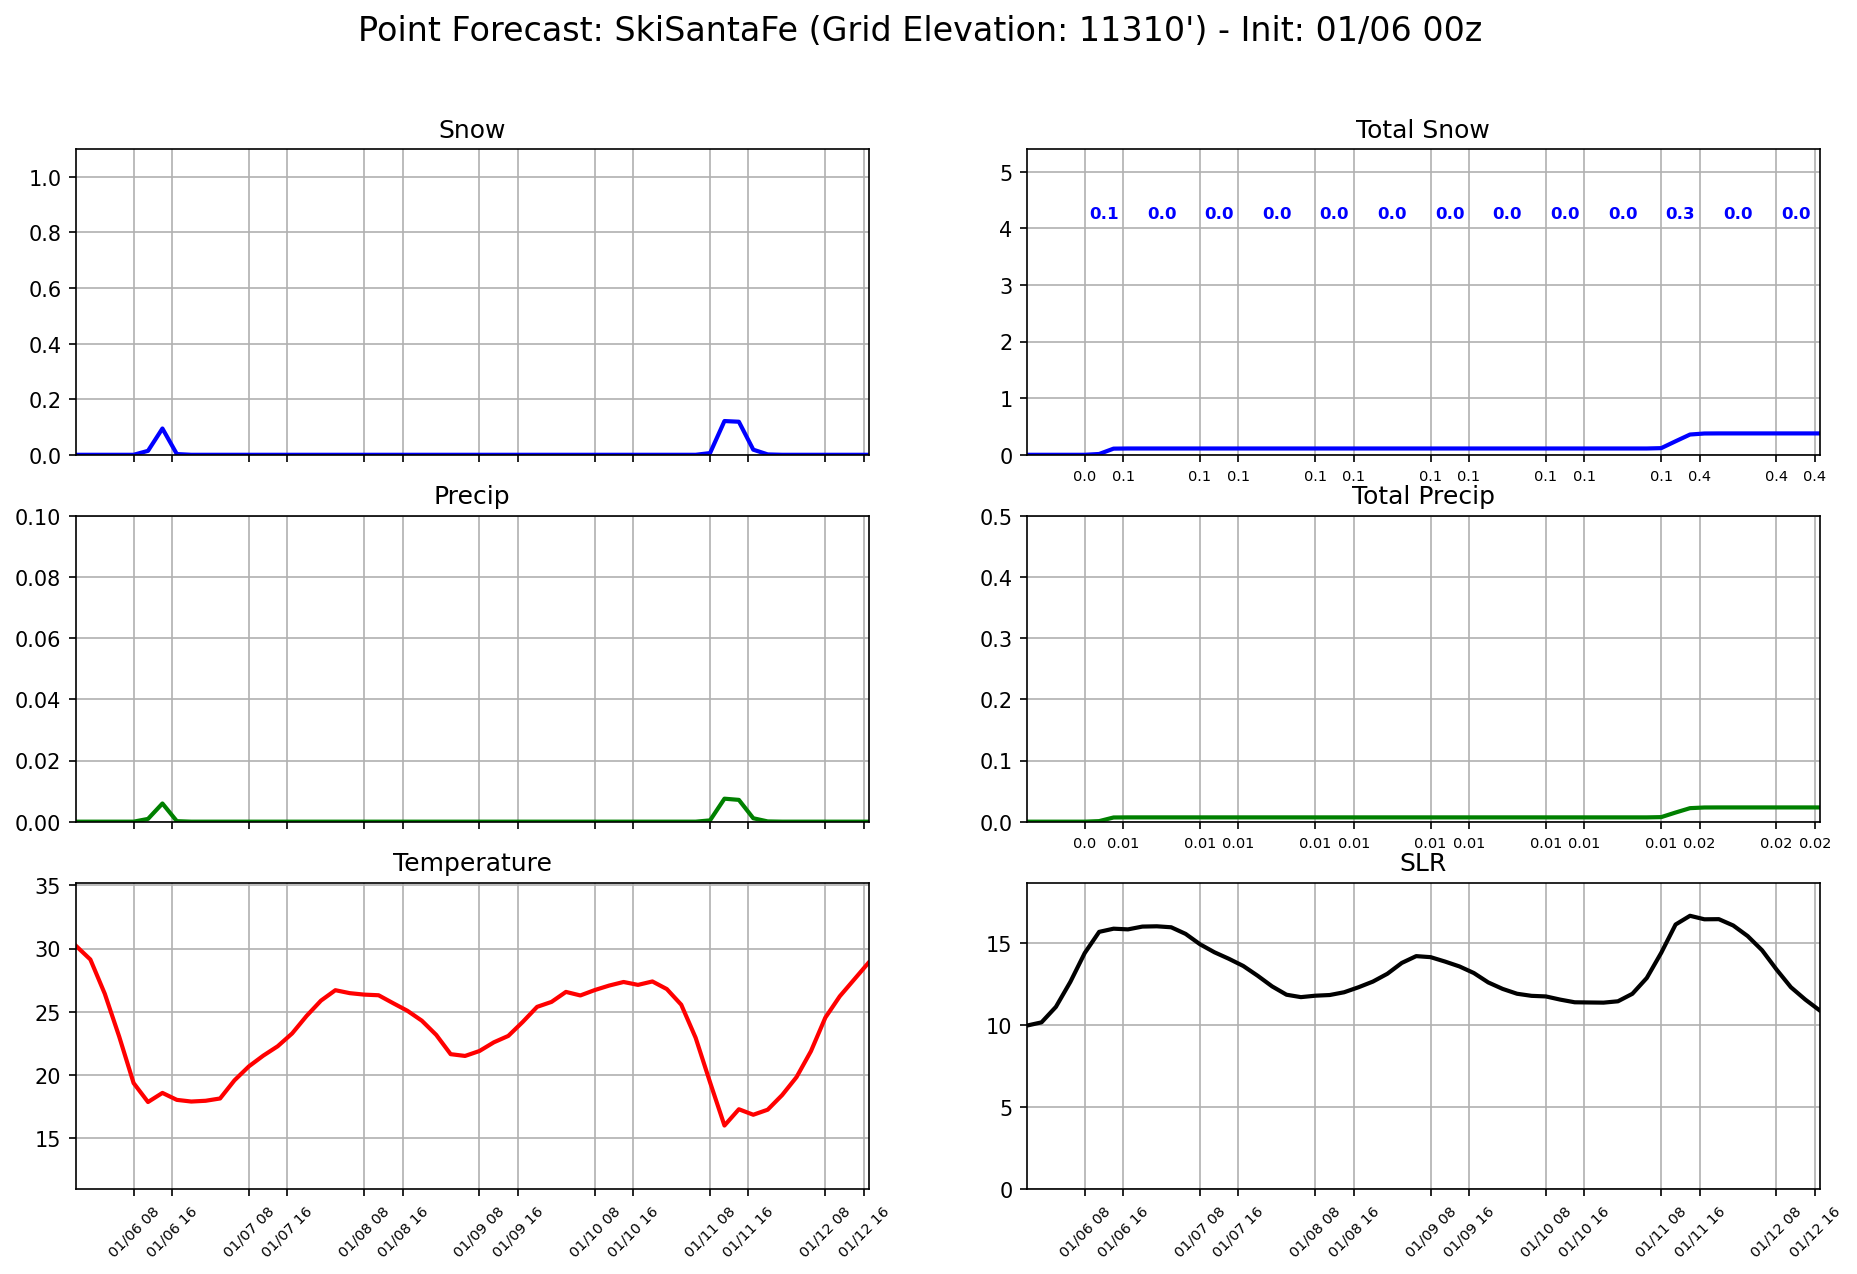 Point Forecast: SkiSantaFe (Grid Elevation: 11310') - Init: 01/06 00z
Snow
1.0
0.8
0.6
0.4
0.2
0.0
Total Snow
5
4
3
2
1
0
0.1 0.0 0.0 0.0 0.0 0.0 0.0 0.0 0.0 0.0 0.3 0.0 0.0
0.0 0.1 0.1 0.1 0.1 0.1 0.1 0.1 0.1 0.1 0.1 0.4 0.4 0.4
Precip
0.10
0.08
0.06
0.04
0.02
0.00
Total Precip
0.5
0.4
0.3
0.2
0.1
0.0
0.0 0.01 0.01 0.01 0.01 0.01 0.01 0.01 0.01 0.01 0.01 0.02 0.02 0.02
Temperature
35
30
25
20
15
01/06 08 01/06 16 01/07 08 01/07 16 01/08 08 01/08 16 01/09 08 01/09 16 01/10 08 01/10 16 01/11 08 01/11 16 01/12 08 01/12 16
SLR
15
10
5
0
01/06 08 01/06 16 01/07 08 01/07 16 01/08 08 01/08 16 01/09 08 01/09 16 01/10 08 01/10 16 01/11 08 01/11 16 01/12 08 01/12 16